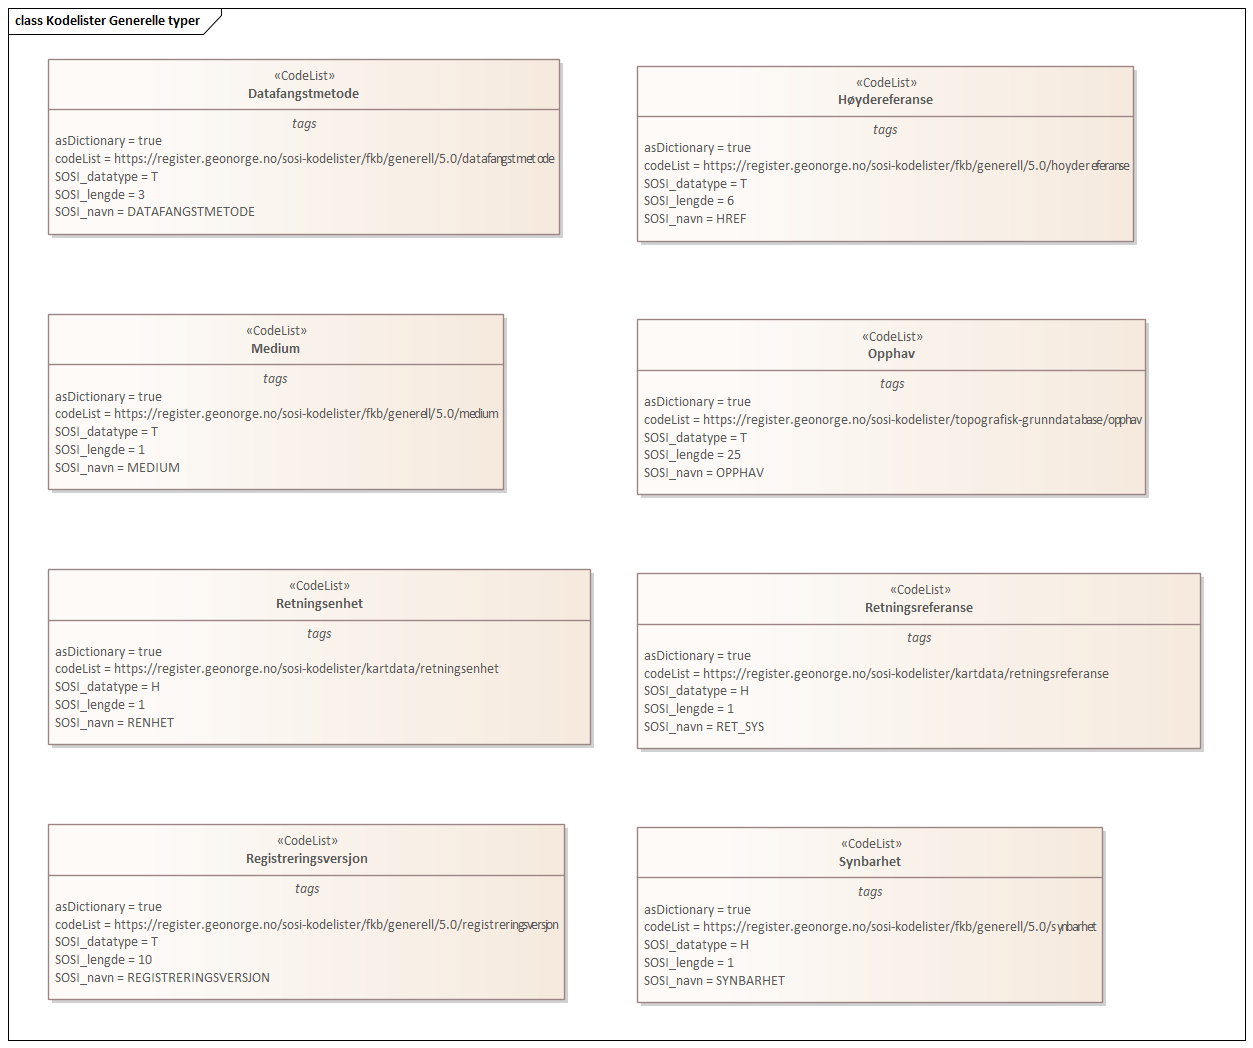 class Kodelister Generelle typer
«CodeList»
Datafangstmetode
tags
asDictionary = true
codeList = https://register.geonorge.no/sosi-kodelister/fkb/generell/5.0/datafangstmetode
SOSI_datatype = T
SOSI_lengde = 3
SOSI_navn = DATAFANGSTMETODE
«CodeList»
Høydereferanse
tags
asDictionary = true
codeList = https://register.geonorge.no/sosi-kodelister/fkb/generell/5.0/hoydereferanse
SOSI_datatype = T
SOSI_lengde = 6
SOSI_navn = HREF
«CodeList»
Medium
tags
asDictionary = true
codeList = https://register.geonorge.no/sosi-kodelister/fkb/generell/5.0/medium
SOSI_datatype = T
SOSI_lengde = 1
SOSI_navn = MEDIUM
«CodeList»
Opphav
tags
asDictionary = true
codeList = https://register.geonorge.no/sosi-kodelister/topografisk-grunndatabase/opphav
SOSI_datatype = T
SOSI_lengde = 25
SOSI_navn = OPPHAV
«CodeList»
Retningsenhet
tags
asDictionary = true
codeList = https://register.geonorge.no/sosi-kodelister/kartdata/retningsenhet
SOSI_datatype = H
SOSI_lengde = 1
SOSI_navn = RENHET
«CodeList»
Retningsreferanse
tags
asDictionary = true
codeList = https://register.geonorge.no/sosi-kodelister/kartdata/retningsreferanse
SOSI_datatype = H
SOSI_lengde = 1
SOSI_navn = RET_SYS
«CodeList»
Registreringsversjon
tags
asDictionary = true
codeList = https://register.geonorge.no/sosi-kodelister/fkb/generell/5.0/registreringsversjon
SOSI_datatype = T
SOSI_lengde = 10
SOSI_navn = REGISTRERINGSVERSJON
«CodeList»
Synbarhet
tags
asDictionary = true
codeList = https://register.geonorge.no/sosi-kodelister/fkb/generell/5.0/synbarhet
SOSI_datatype = H
SOSI_lengde = 1
SOSI_navn = SYNBARHET